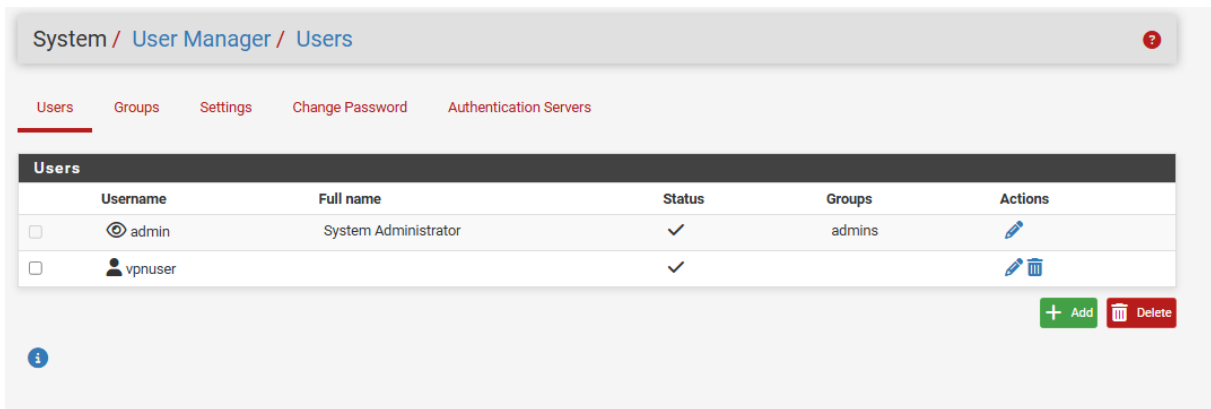 System / User Manager / Users
Users Groups Settings Change Password Authentication Servers
Users
Username Full name Status Groups Actions
admin System Administrator admins
vpnuser
Add Delete